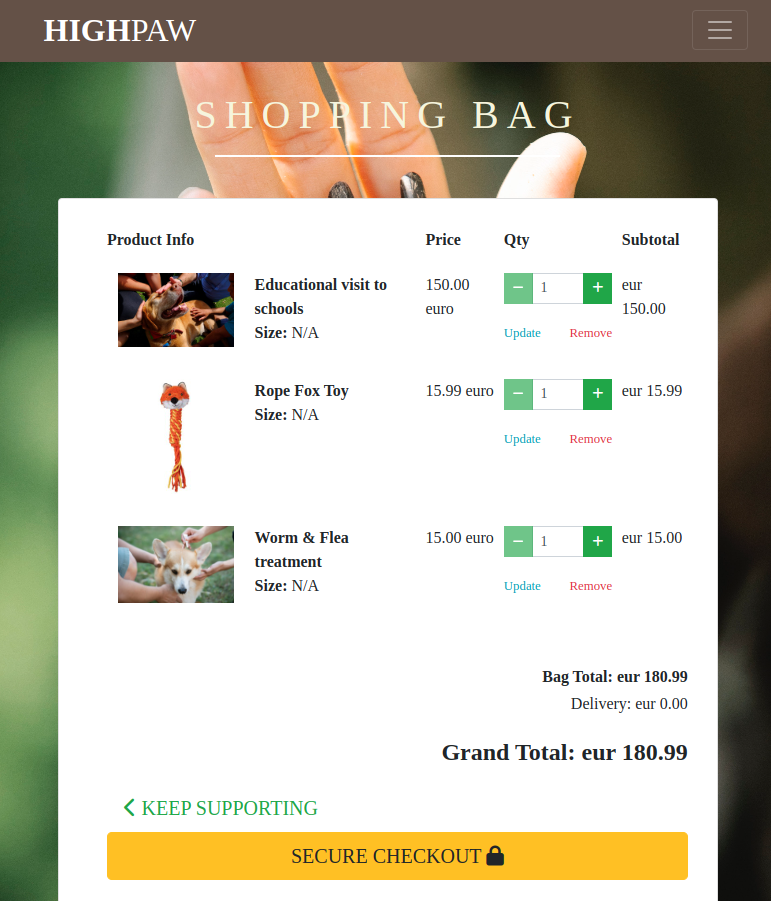 HIGHPAW
SHOPPING BAG
Product Info Price Qty Subtotal
Educational visit to schools
Size: N/A
150.00 euro
− 1 +
Update Remove
eur 150.00
Rope Fox Toy
Size: N/A
15.99 euro
− 1 +
Update Remove
eur 15.99
Worm & Flea treatment
Size: N/A
15.00 euro
− 1 +
Update Remove
eur 15.00
Bag Total: eur 180.99
Delivery: eur 0.00
Grand Total: eur 180.99
KEEP SUPPORTING
SECURE CHECKOUT